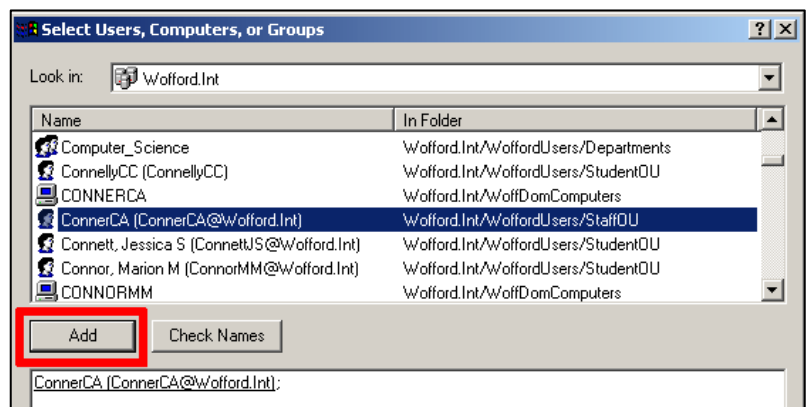 Select Users, Computers, or Groups
Look in: Wofford.Int
Name In Folder
Computer_Science Wofford.Int/WoffordUsers/Departments
ConnellyCC (ConnellyCC) Wofford.Int/WoffordUsers/StudentOU
CONNERCA Wofford.Int/WoffDomComputers
ConnerCA (ConnerCA@Wofford.Int) Wofford.Int/WoffordUsers/StaffOU
Connett, Jessica S (ConnettJS@Wofford.Int) Wofford.Int/WoffordUsers/StudentOU
Connor, Marion M (ConnorMM@Wofford.Int) Wofford.Int/WoffordUsers/StudentOU
CONNORMM Wofford.Int/WoffDomComputers
Add Check Names
ConnerCA (ConnerCA@Wofford.Int);